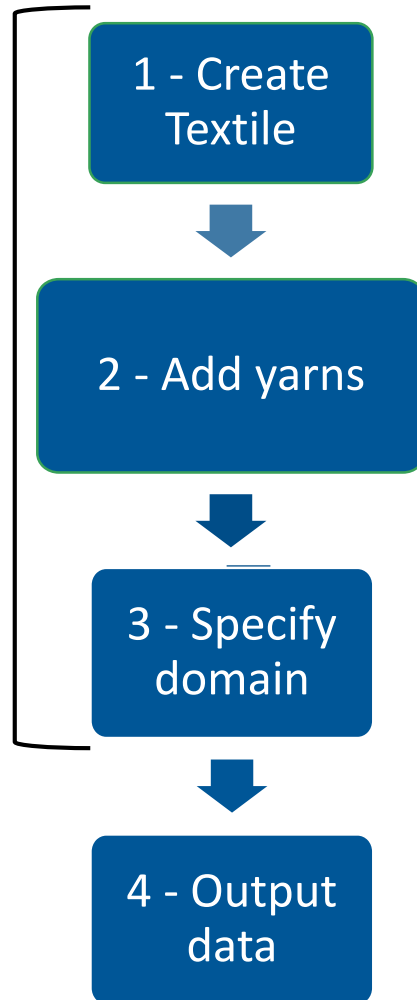 1 - Create
Textile
2 - Add yarns
3 - Specify
domain
4 - Output
data